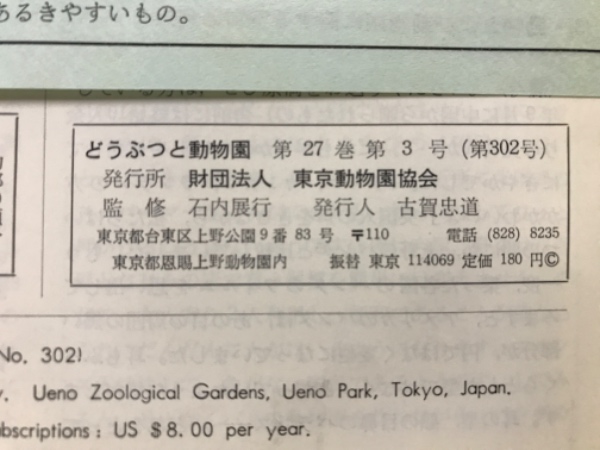 あるきやすいもの。
どうぶつと動物園 第27巻第3号(第302号)
発行所 財団法人 東京動物園協会
監修 石内展行 発行人 古賀忠道
東京都台東区上野公園9番83号 〒110 電話(828)8235
東京都恩賜上野動物園内 振替 東京 114069 定価 180 円©
No. 302).
Ueno Zoological Gardens, Ueno Park, Tokyo, Japan.
ubscriptions: US $8.00 per year.